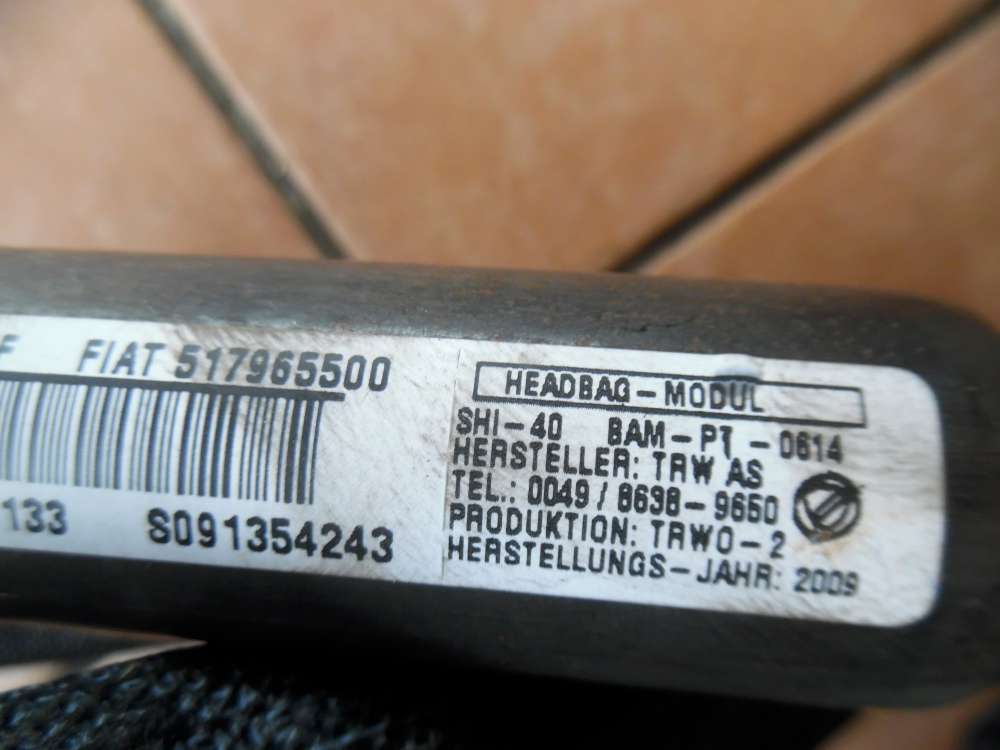 F FIAT 517965500
133 S091354243
HEADBAG-MODUL
SHI-40 BAM-PT-0614
HERSTELLER: TRW AS
TEL.: 0049/8638-9650
PRODUKTION: TRWO-2
HERSTELLUNGS-JAHR: 2009